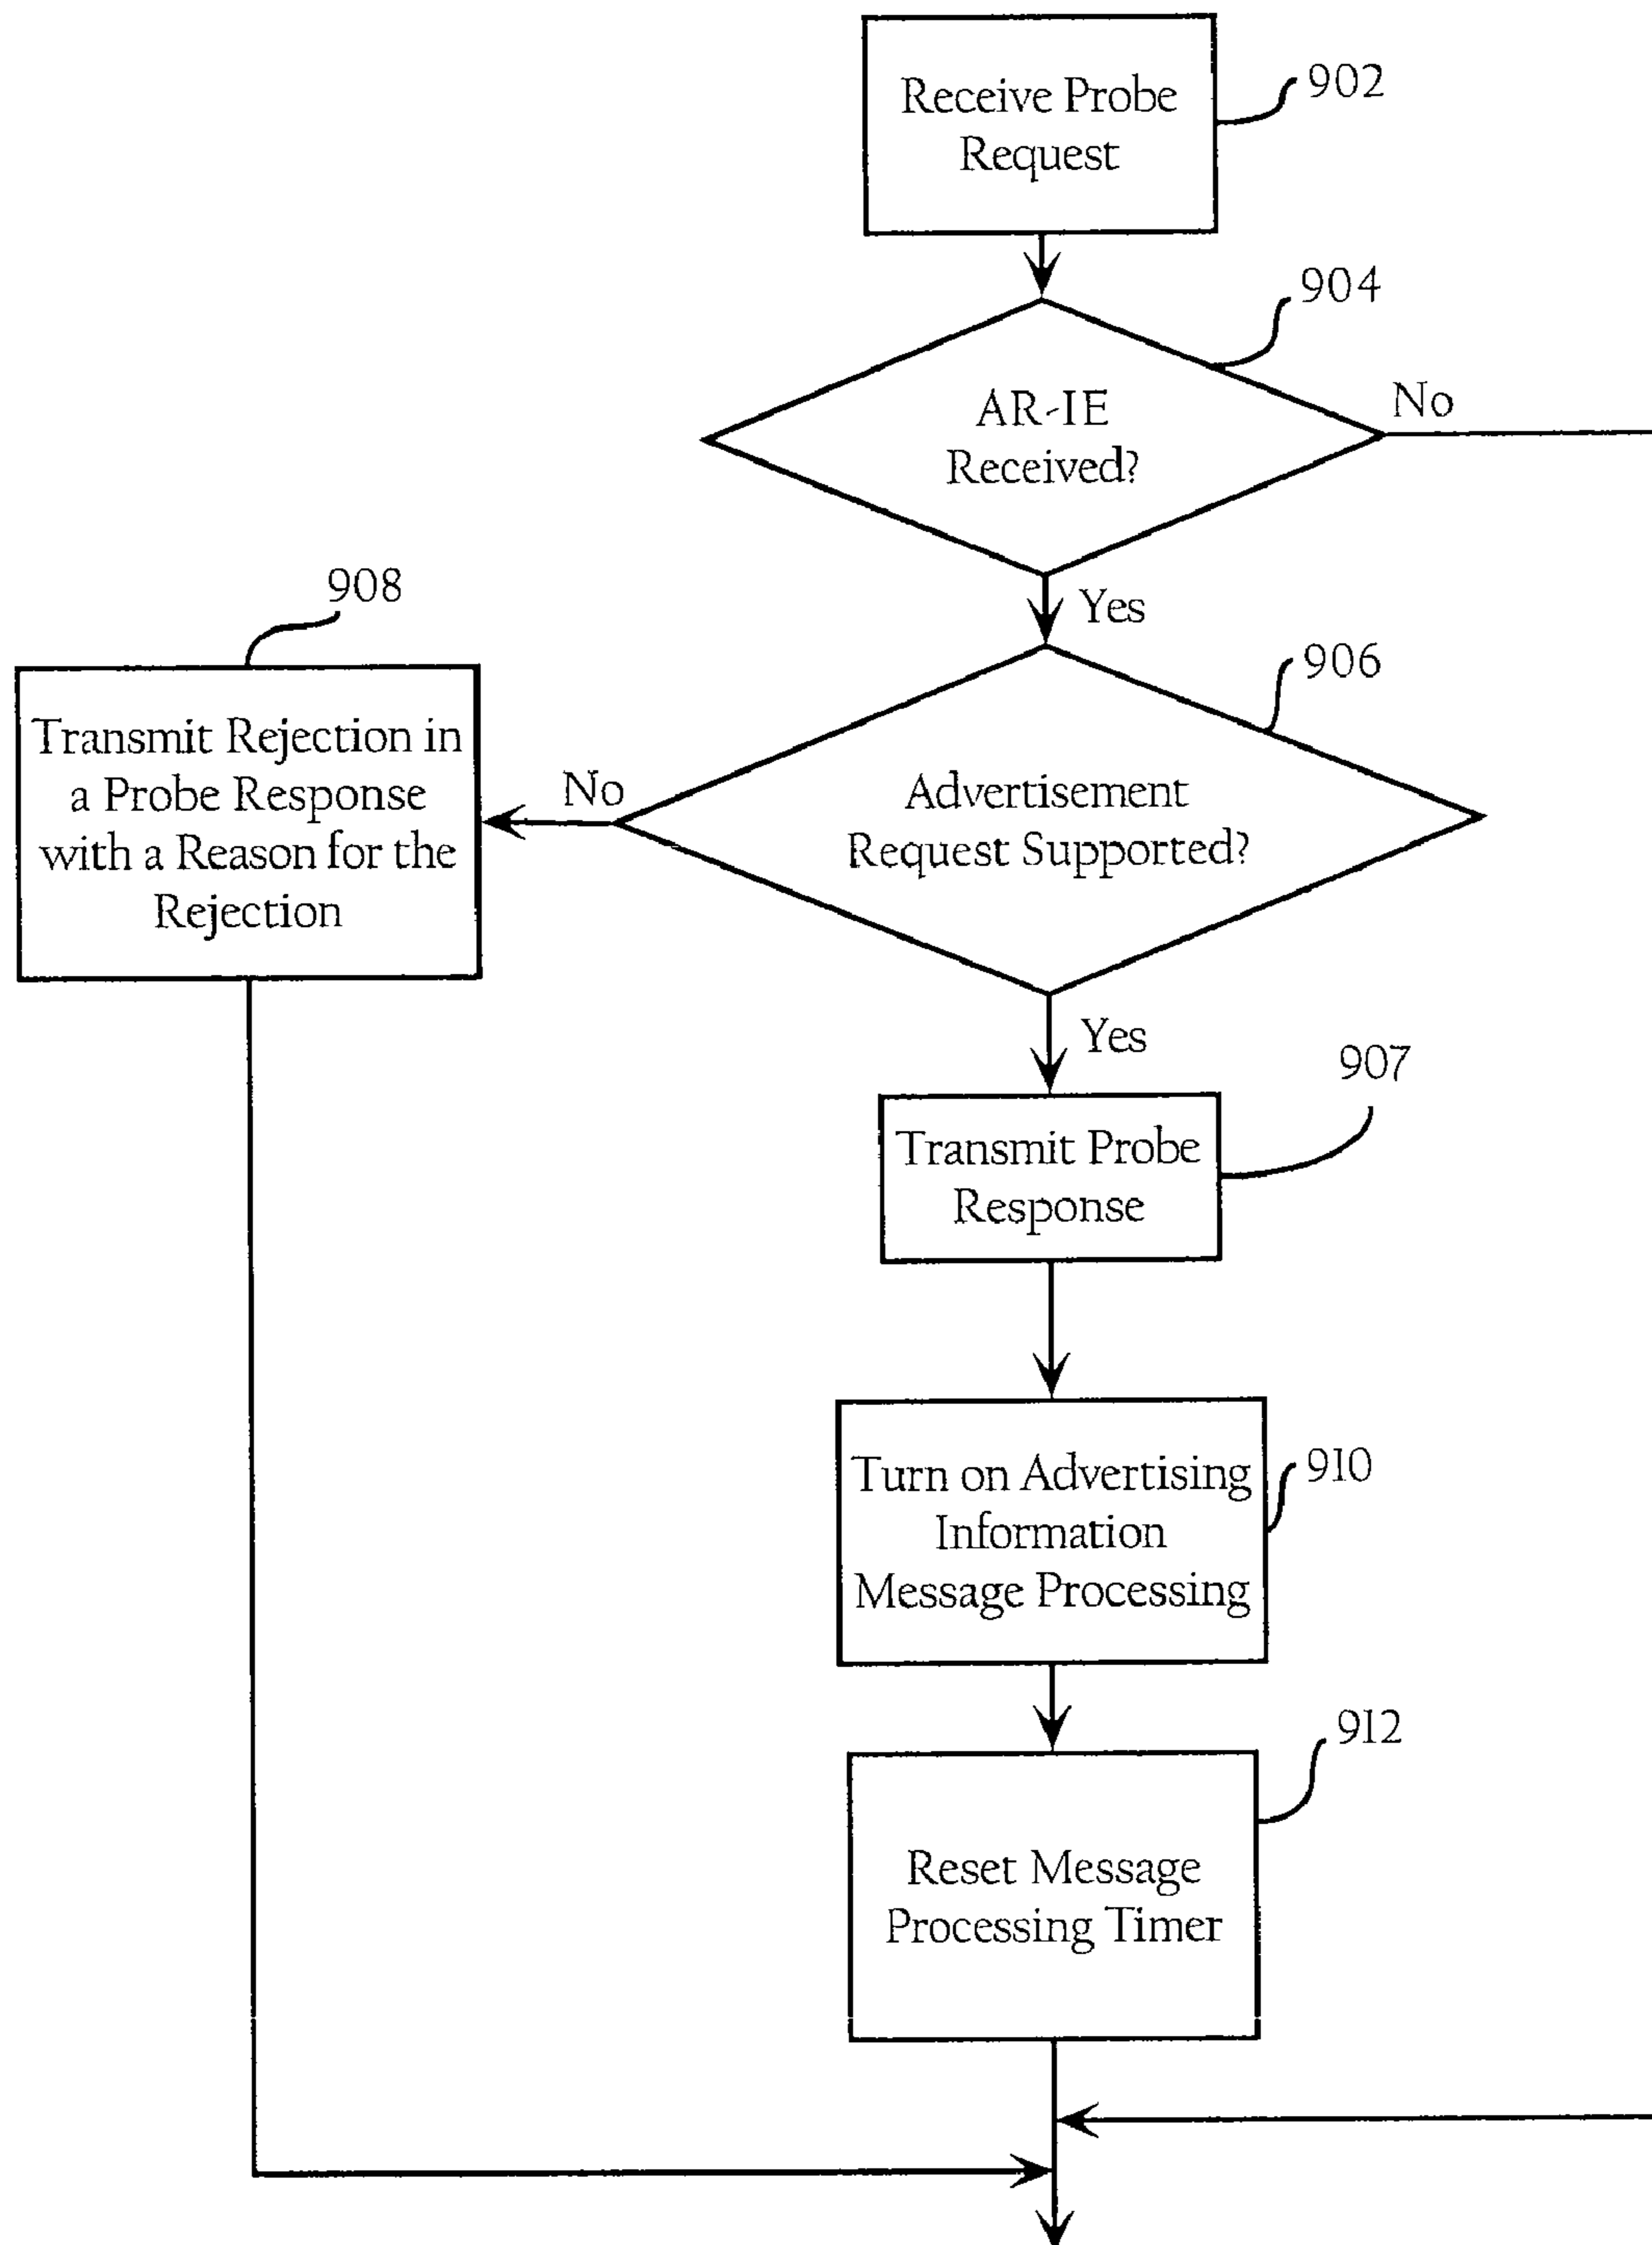 Receive Probe
Request
902
904
AR-IE
Received?
No
Yes
908
906
Transmit Rejection in
a Probe Response
with a Reason for the
Rejection
No
Advertisement
Request Supported?
Yes
907
Transmit Probe
Response
Turn on Advertising
Information
Message Processing
910
912
Reset Message
Processing Timer